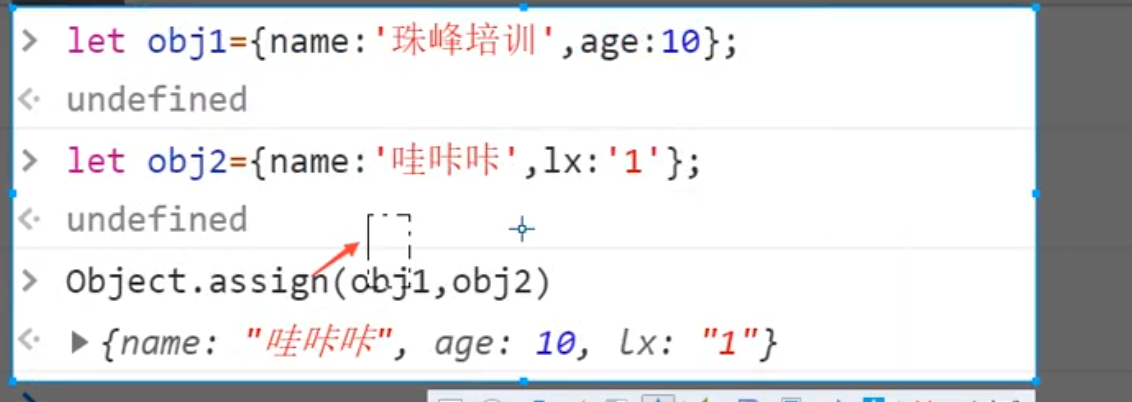 > let obj1={name:'珠峰培训',age:10};
undefined
> let obj2={name:'哇咔咔',lx:'1'};
undefined
> Object.assign(obj1,obj2)
{name: "哇咔咔", age: 10, lx: "1"}